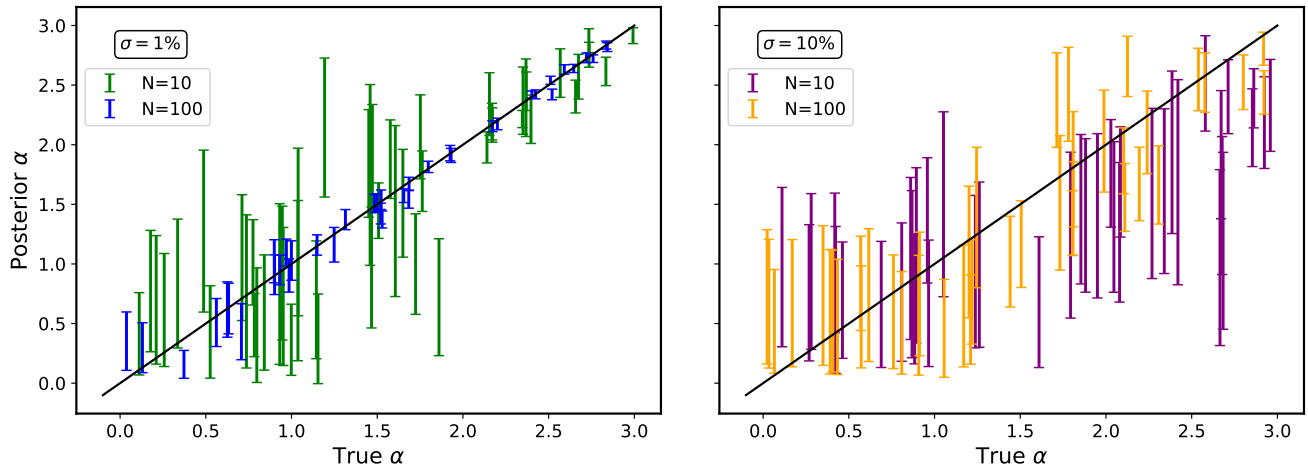 σ = 1%
N=10
N=100
3.0
2.5
2.0
1.5
1.0
0.5
0.0
Posterior α
0.0 0.5 1.0 1.5 2.0 2.5 3.0
True α
σ = 10%
N=10
N=100
0.0 0.5 1.0 1.5 2.0 2.5 3.0
True α